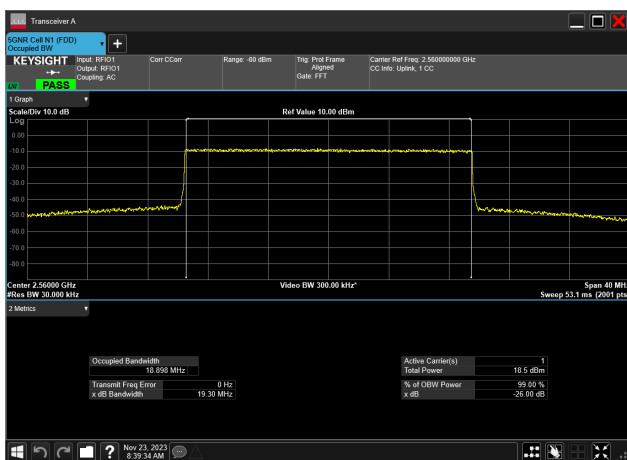 Transceiver A
5GNR Cell N1 (FDD)
Occupied BW
KEYSIGHT
LXI
PASS
Input: RFIO1
Output: RFIO1
Coupling: AC
Corr CCorr
Range: -60 dBm
Trig: Prot Frame
Aligned
Gate: FFT
Carrier Ref Freq: 2.560000000 GHz
CC Info: Uplink, 1 CC
1 Graph
Scale/Div 10.0 dB
Ref Value 10.00 dBm
Log
0.00
-10.0
-20.0
-30.0
-40.0
-50.0
-60.0
-70.0
-80.0
Center 2.56000 GHz
Video BW 300.00 kHz*
Span 40 MHz
#Res BW 30.000 kHz
Sweep 53.1 ms (2001 pts
2 Metrics
Occupied Bandwidth
18.898 MHz
Transmit Freq Error 0 Hz
x dB Bandwidth 19.30 MHz
Active Carrier(s) 1
Total Power 18.5 dBm
% of OBW Power 99.00 %
x dB -26.00 dB
Nov 23, 2023
8:39:34 AM